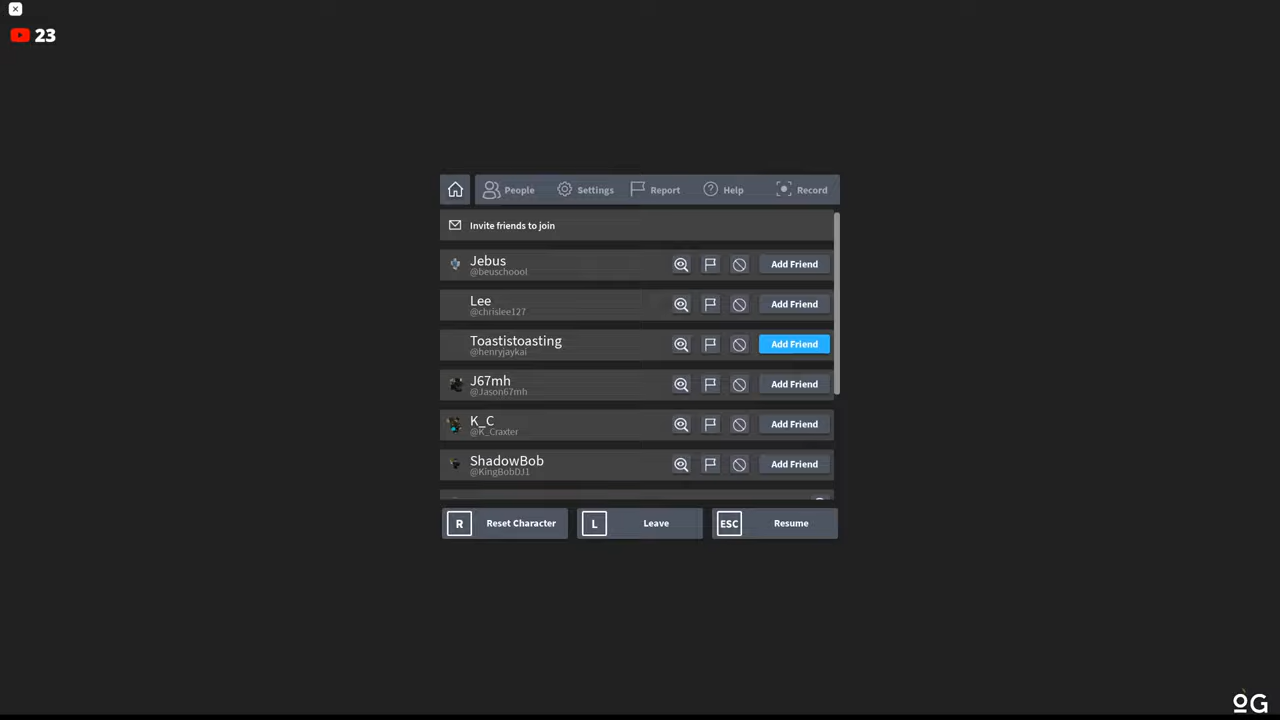 23
People Settings Report Help Record
Invite friends to join
Jebus
@beuschoool
Add Friend
Lee
@chrislee127
Add Friend
Toastistoasting
@henryjaykai
Add Friend
J67mh
@Jason67mh
Add Friend
K_C
@K_Craxter
Add Friend
ShadowBob
@KingBobDJ1
Add Friend
R Reset Character L Leave ESC Resume
OG